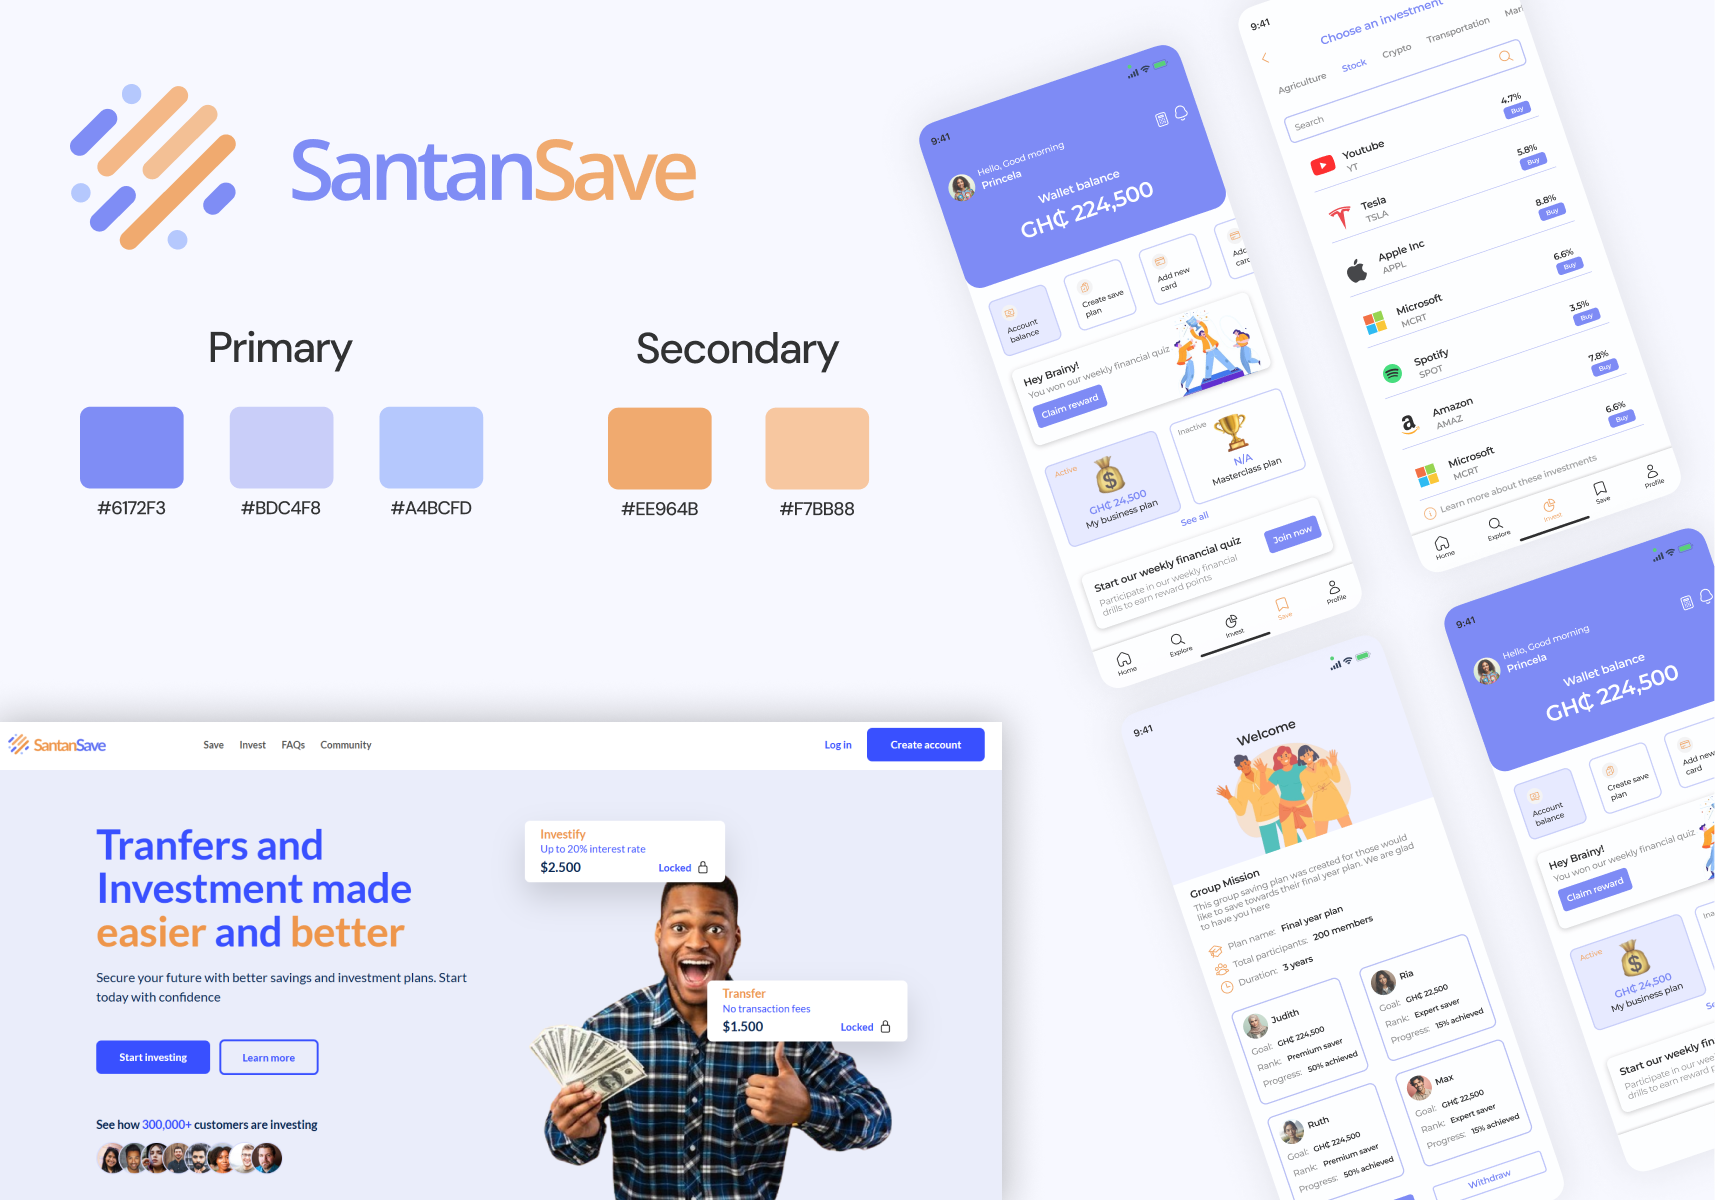 SantanSave
Primary
Secondary
#6172F3
#BDC4F8
#A4BCFD
#EE964B
#F7BB88
SantanSave
Save
Invest
FAQs
Community
Log in
Create account
Tranfers and
Investment made
easier and better
Secure your future with better savings and investment plans. Start
today with confidence
Start investing
Learn more
See how 300,000+ customers are investing
Investify
Up to 20% interest rate
$2.500
Locked
Transfer
No transaction fees
$1.500
Locked
9:41
Hello, Good morning
Princela
Wallet balance
GH₵ 224,500
Account
balance
Create save
plan
Add new
card
Hey Brainy!
You won our weekly financial quiz
Claim reward
Active
GH₵ 24,500
My business plan
Inactive
N/A
Masterclass plan
See all
Start our weekly financial quiz
Participate in our weekly financial
drills to earn reward points
Join now
Home
Explore
Invest
Save
Profile
9:41
Choose an investment
Agriculture
Stock
Crypto
Transportation
Search
Youtube
YT
4.7%
Buy
Tesla
TSLA
5.8%
Buy
Apple Inc
APPL
8.8%
Buy
Microsoft
MCRT
6.6%
Buy
Spotify
SPOT
3.5%
Buy
Amazon
AMAZ
7.8%
Buy
Microsoft
MCRT
6.6%
Buy
Learn more about these investments
Home
Explore
Invest
Save
Profile
9:41
Welcome
Group Mission
This group saving plan was created for those would
like to save towards their final year plan. We are glad
to have you here
Plan name: Final year plan
Total participants: 200 members
Duration: 3 years
Judith
Goal: GH₵ 224,500
Rank: Premium saver
Progress: 50% achieved
Ria
Goal: GH₵ 22,500
Rank: Expert saver
Progress: 15% achieved
Ruth
Goal: GH₵ 224,500
Rank: Premium saver
Progress: 50% achieved
Max
Goal: GH₵ 22,500
Rank: Expert saver
Progress: 15% achieved
Withdraw
9:41
Hello, Good morning
Princela
Wallet balance
GH₵ 224,500
Account
balance
Create save
plan
Add new
card
Hey Brainy!
You won our weekly financial quiz
Claim reward
Active
GH₵ 24,500
My business plan
Start our weekly
Participate in our weekly
drills to earn reward